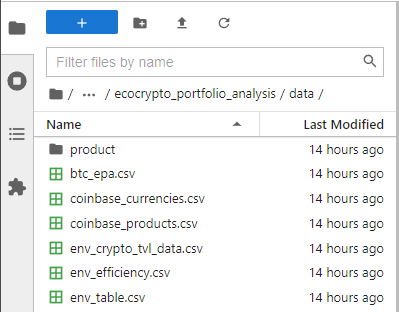 +
Filter files by name
/ ... / ecocrypto_portfolio_analysis / data /
Name Last Modified
product 14 hours ago
btc_epa.csv 14 hours ago
coinbase_currencies.csv 14 hours ago
coinbase_products.csv 14 hours ago
env_crypto_tvl_data.csv 14 hours ago
env_efficiency.csv 14 hours ago
env_table.csv 14 hours ago